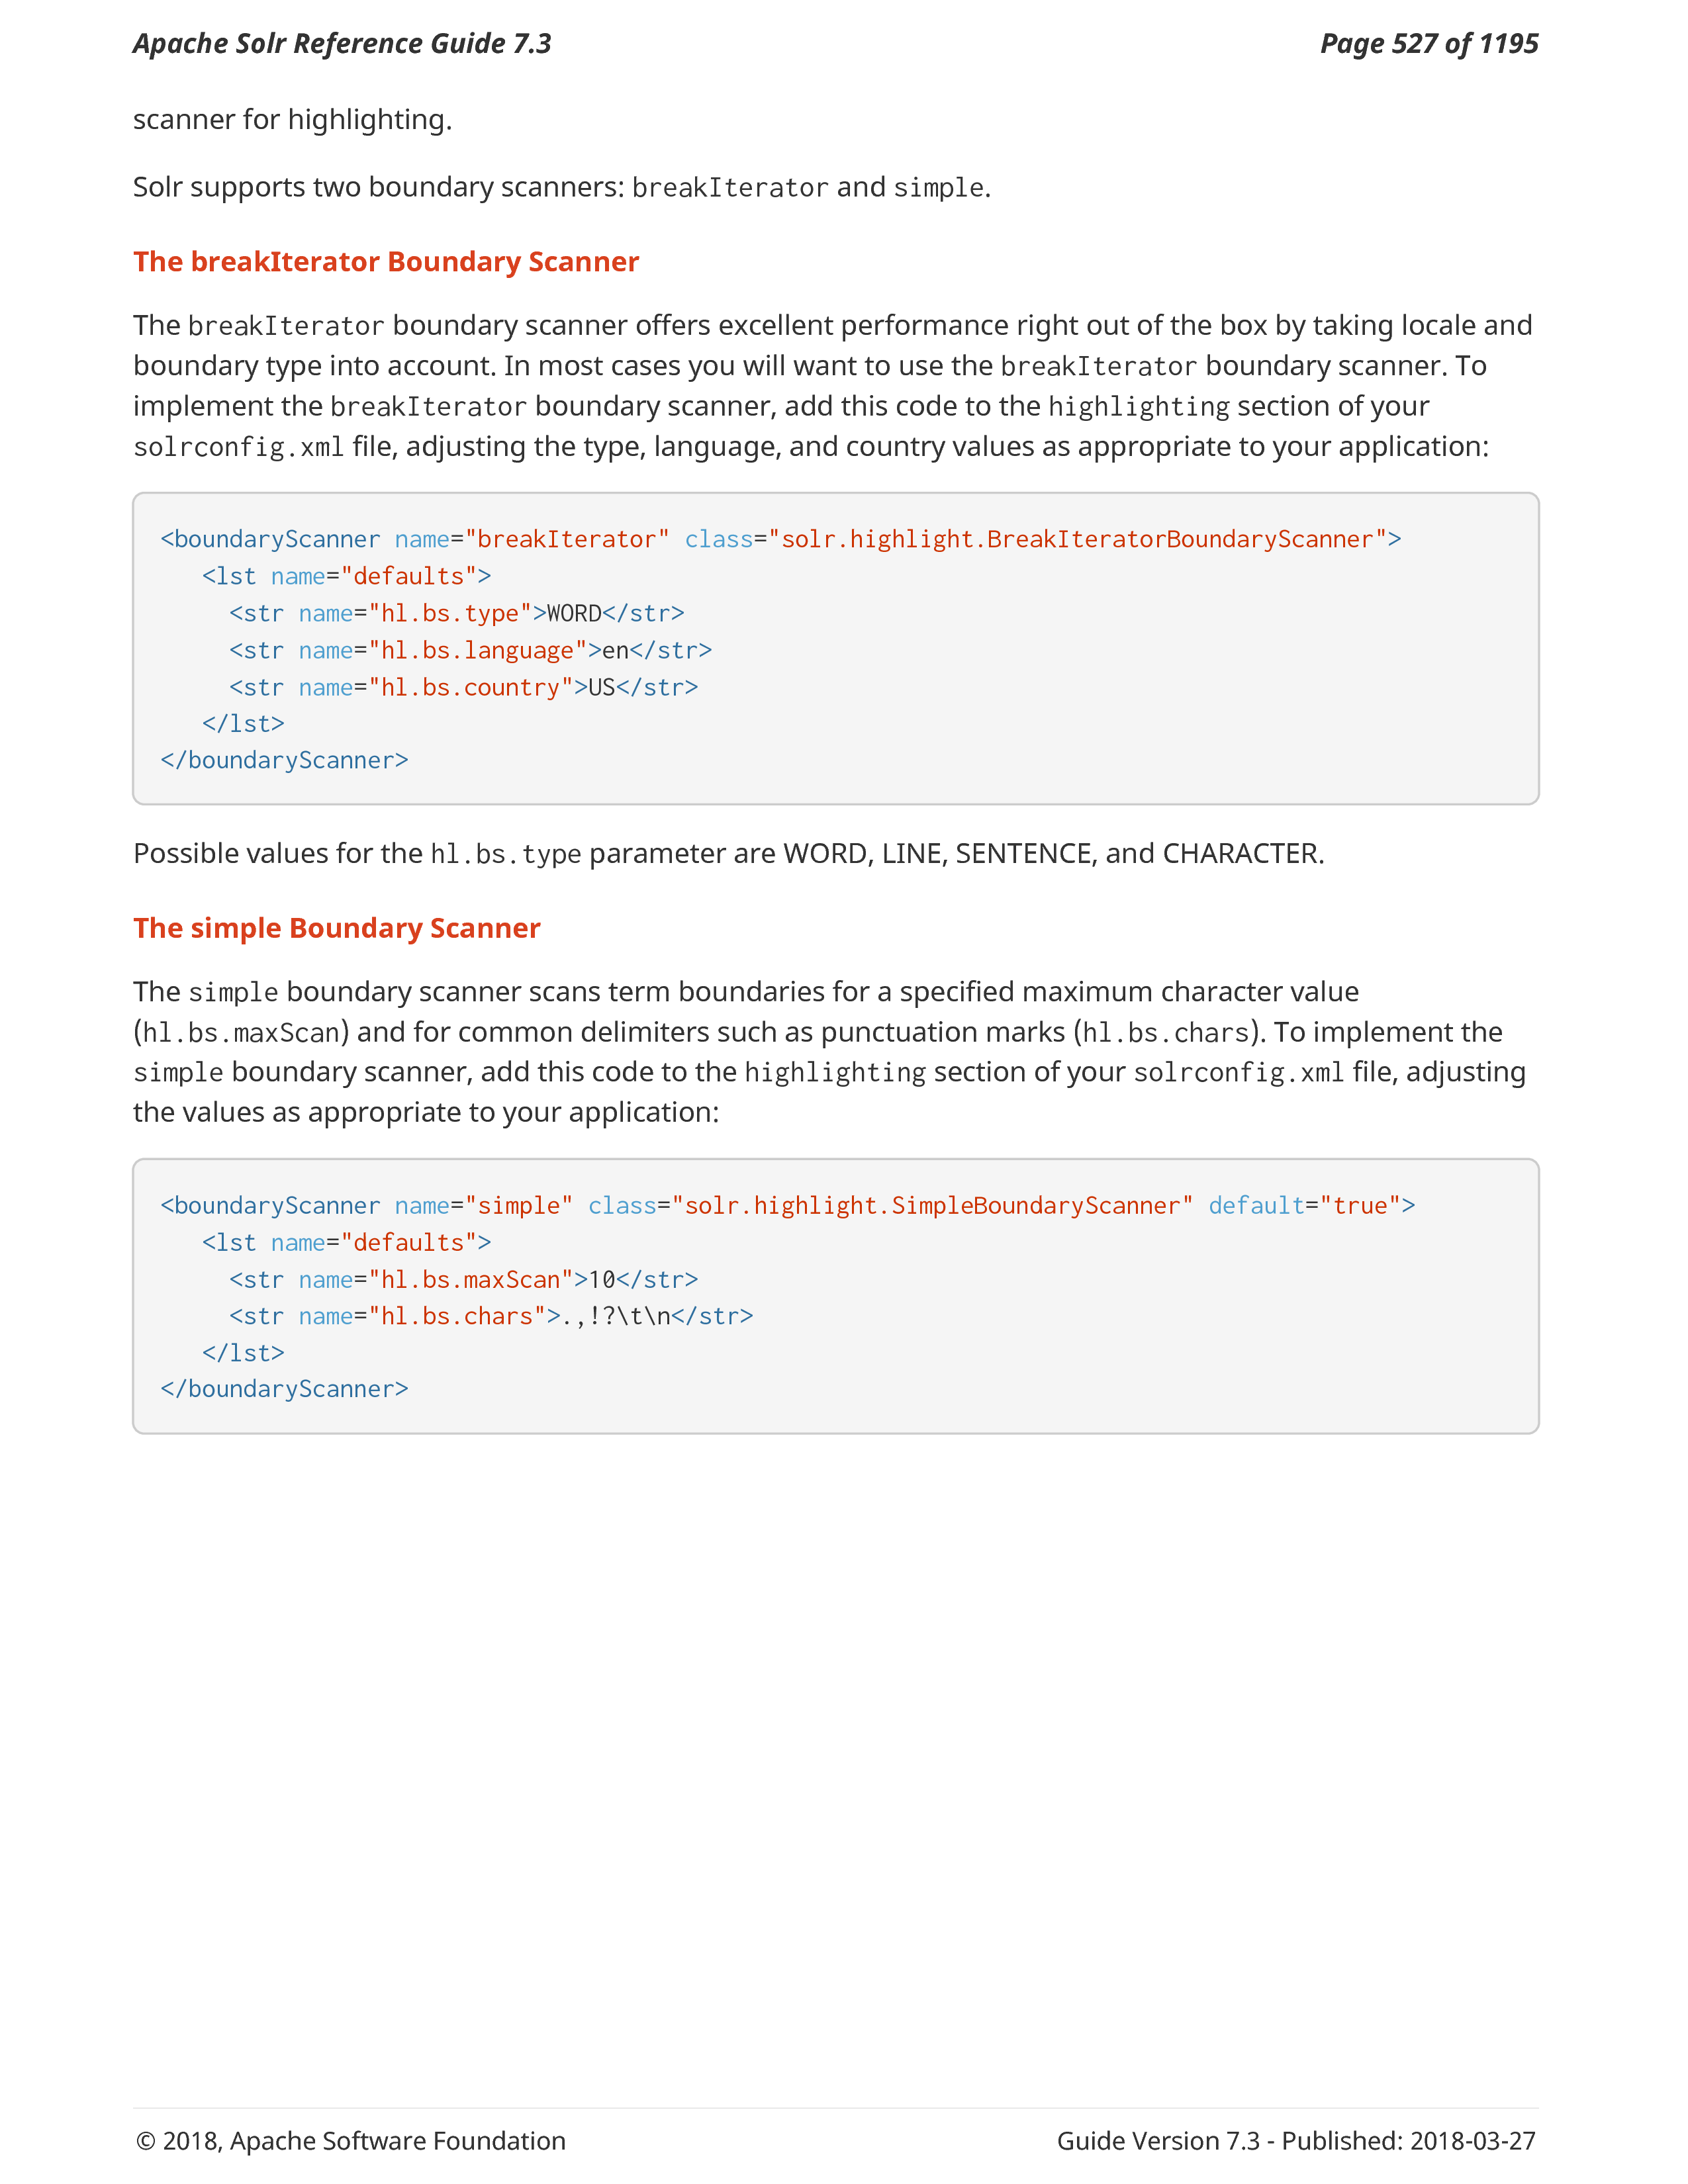 Apache Solr Reference Guide 7.3 Page 527 of 1195
scanner for highlighting.
Solr supports two boundary scanners: breakIterator and simple.
The breakIterator Boundary Scanner
The breakIterator boundary scanner offers excellent performance right out of the box by taking locale and
boundary type into account. In most cases you will want to use the breakIterator boundary scanner. To
implement the breakIterator boundary scanner, add this code to the highlighting section of your
solrconfig.xml file, adjusting the type, language, and country values as appropriate to your application:
<boundaryScanner name="breakIterator" class="solr.highlight.BreakIteratorBoundaryScanner">
   <lst name="defaults">
     <str name="hl.bs.type">WORD</str>
     <str name="hl.bs.language">en</str>
     <str name="hl.bs.country">US</str>
   </lst>
</boundaryScanner>
Possible values for the hl.bs.type parameter are WORD, LINE, SENTENCE, and CHARACTER.
The simple Boundary Scanner
The simple boundary scanner scans term boundaries for a specified maximum character value
(hl.bs.maxScan) and for common delimiters such as punctuation marks (hl.bs.chars). To implement the
simple boundary scanner, add this code to the highlighting section of your solrconfig.xml file, adjusting
the values as appropriate to your application:
<boundaryScanner name="simple" class="solr.highlight.SimpleBoundaryScanner" default="true">
   <lst name="defaults">
     <str name="hl.bs.maxScan">10</str>
     <str name="hl.bs.chars">.,!?\t\n</str>
   </lst>
</boundaryScanner>
© 2018, Apache Software Foundation Guide Version 7.3 - Published: 2018-03-27